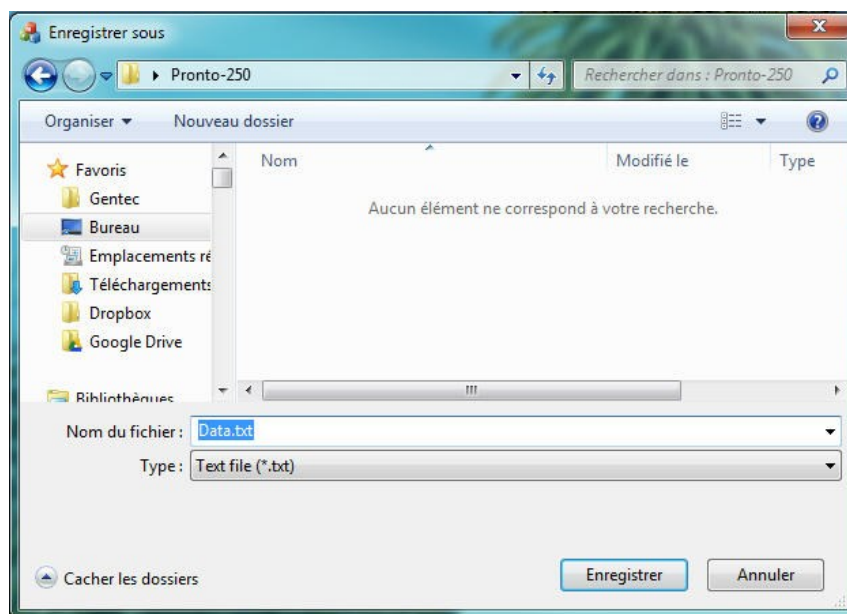 Enregistrer sous
Pronto-250
Rechercher dans : Pronto-250
Organiser
Nouveau dossier
Nom
Modifié le
Type
Favoris
Gentec
Bureau
Emplacements ré
Téléchargements
Dropbox
Google Drive
Bibliothèques
Aucun élément ne correspond à votre recherche.
Nom du fichier : Data.txt
Type : Text file (*.txt)
Cacher les dossiers
Enregistrer
Annuler